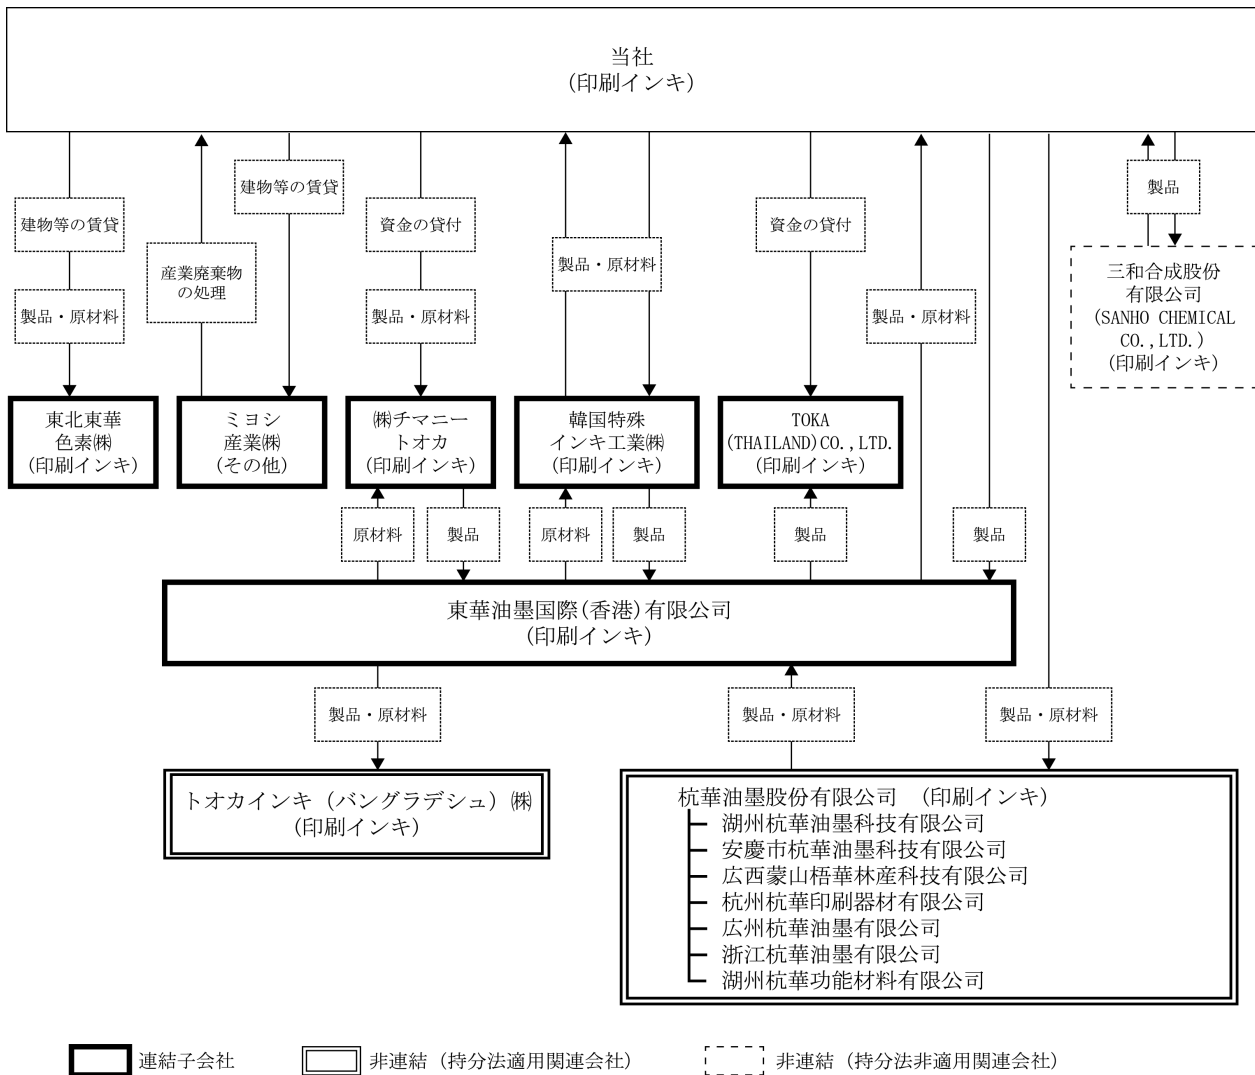 当社
(印刷インキ)
建物等の賃貸
製品・原材料
産業廃棄物
の処理
建物等の賃貸
資金の貸付
製品・原材料
製品・原材料
資金の貸付
製品・原材料
製品
三和合成股份
有限公司
(SANHO CHEMICAL
CO.,LTD.)
(印刷インキ)
東北東華
色素㈱
(印刷インキ)
ミヨシ
産業㈱
(その他)
㈱チマニー
トオカ
(印刷インキ)
韓国特殊
インキ工業㈱
(印刷インキ)
TOKA
(THAILAND)CO.,LTD.
(印刷インキ)
原材料
製品
原材料
製品
製品
製品
東華油墨国際(香港)有限公司
(印刷インキ)
製品・原材料
製品・原材料
製品・原材料
トオカインキ（バングラデシュ）㈱
(印刷インキ)
杭華油墨股份有限公司　(印刷インキ)
湖州杭華油墨科技有限公司
安慶市杭華油墨科技有限公司
広西蒙山梧華林産科技有限公司
杭州杭華印刷器材有限公司
広州杭華油墨有限公司
浙江杭華油墨有限公司
湖州杭華功能材料有限公司
連結子会社
非連結（持分法適用関連会社）
非連結（持分法非適用関連会社）